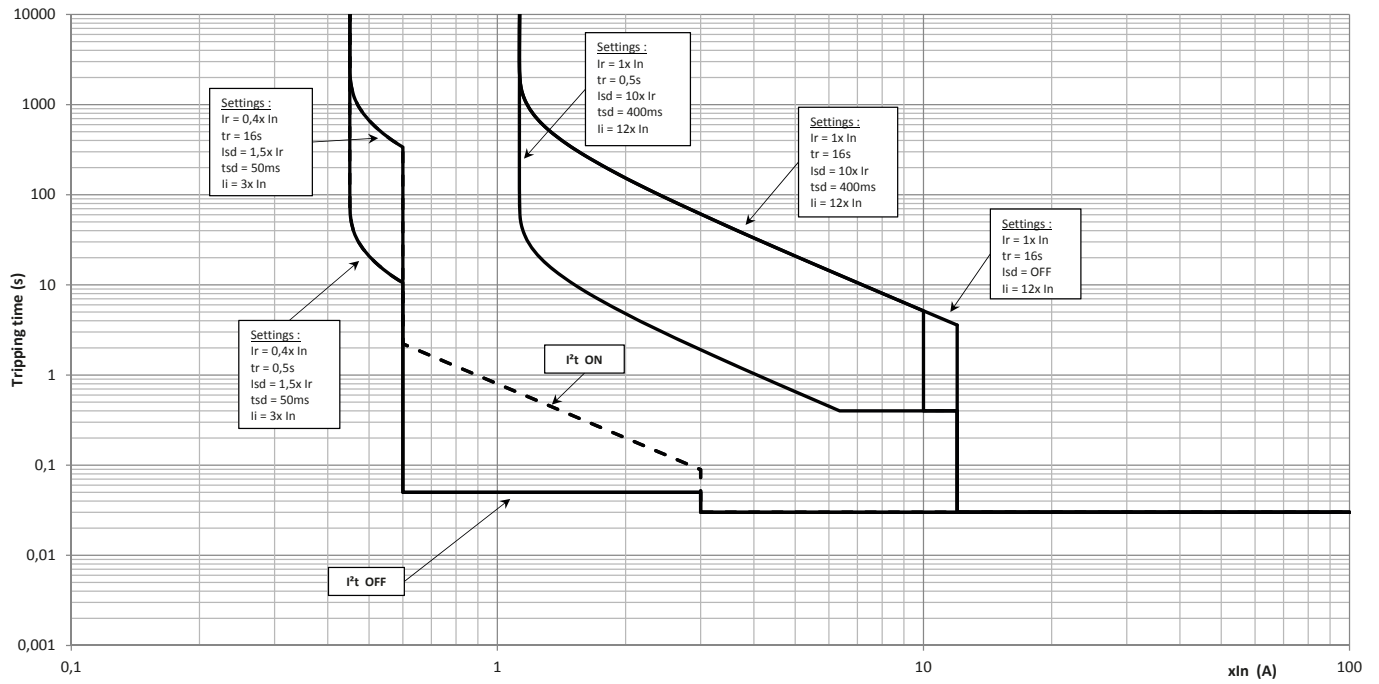 10000
1000
100
10
1
0,1
0,01
0,001
Tripping time (s)
0,1
1
10
100
xIn (A)
Settings :
Ir = 0,4x In
tr = 16s
Isd = 1,5x Ir
tsd = 50ms
Ii = 3x In
Settings :
Ir = 1x In
tr = 0,5s
Isd = 10x Ir
tsd = 400ms
Ii = 12x In
Settings :
Ir = 1x In
tr = 16s
Isd = 10x Ir
tsd = 400ms
Ii = 12x In
Settings :
Ir = 1x In
tr = 16s
Isd = OFF
Ii = 12x In
Settings :
Ir = 0,4x In
tr = 0,5s
Isd = 1,5x Ir
tsd = 50ms
Ii = 3x In
I²t ON
I²t OFF